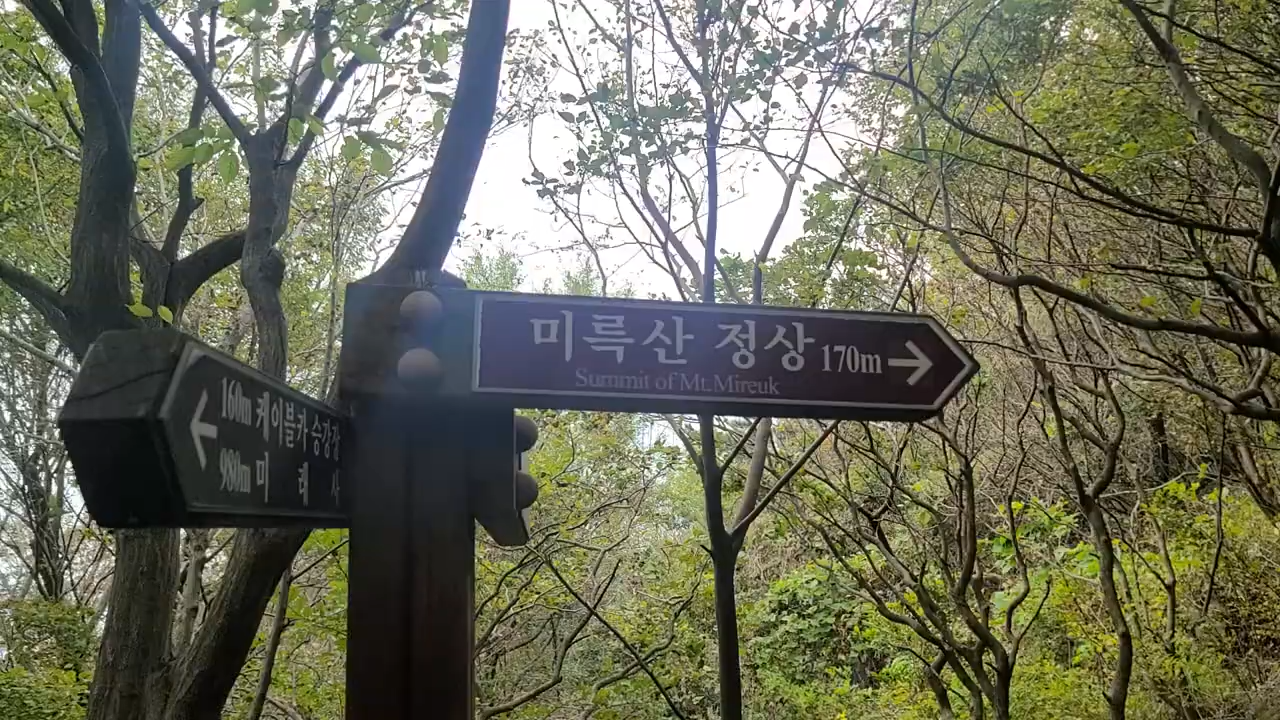 미륵산 정상 170m
Summit of Mt.Mireuk
160m 케이블카 승강장
980m 미 래 사